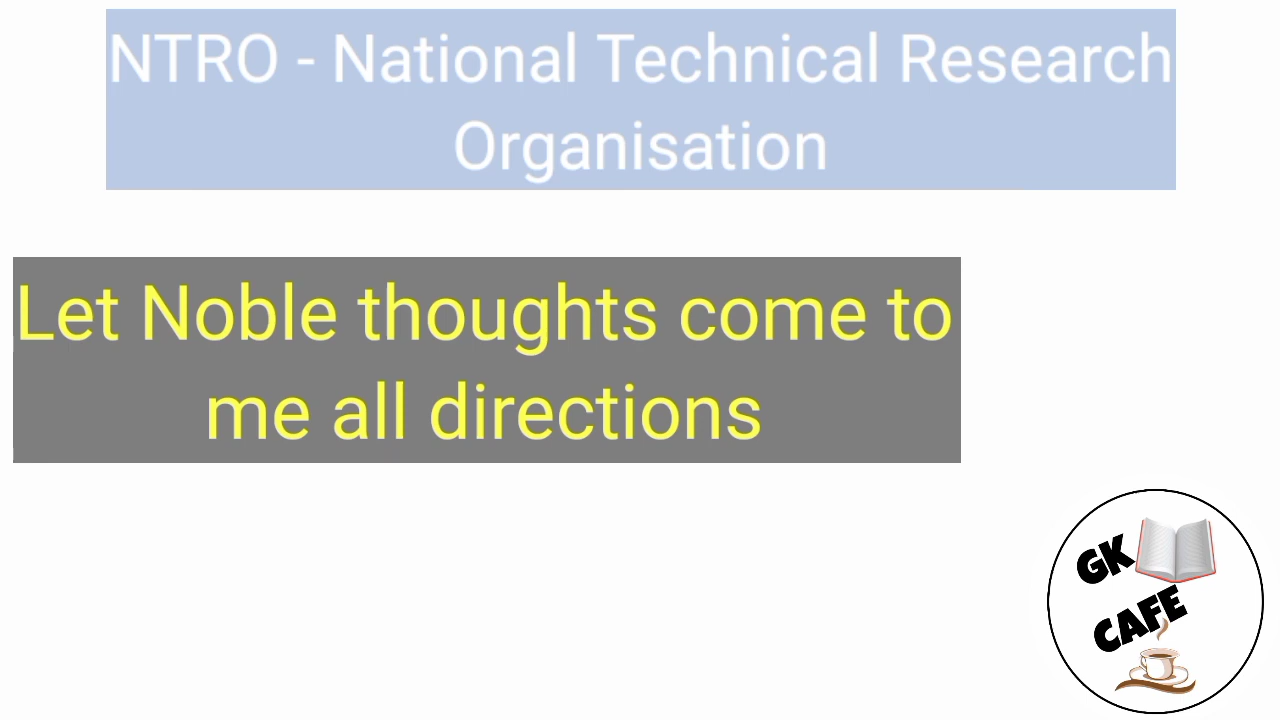 NTRO - National Technical Research
Organisation
Let Noble thoughts come to
me all directions
GK
CAFE